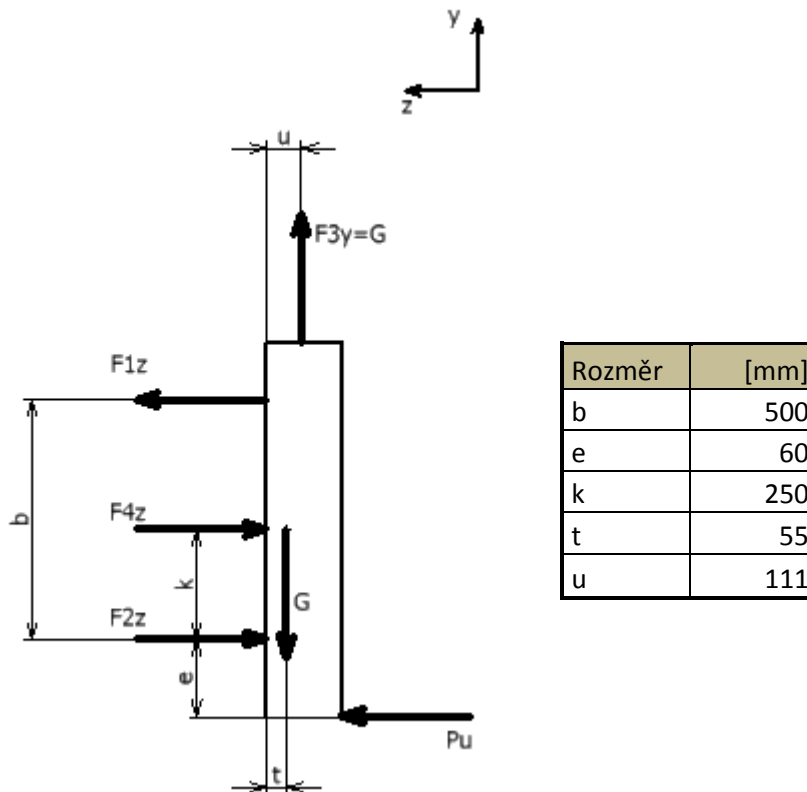 y
z
u
F3y=G
F1z
b
F4z
k
G
F2z
e
Pu
t
Rozměr [mm]
b 500
e 60
k 250
t 55
u 111